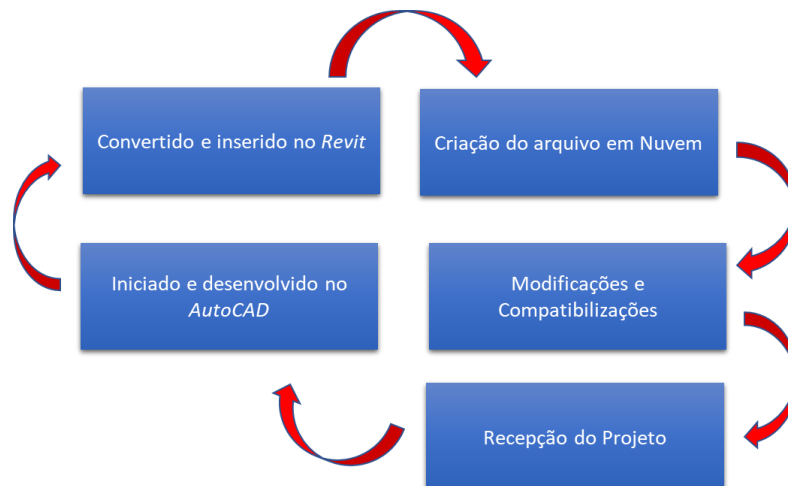 Convertido e inserido no Revit
Criação do arquivo em Nuvem
Iniciado e desenvolvido no
AutoCAD
Modificações e
Compatibilizações
Recepção do Projeto